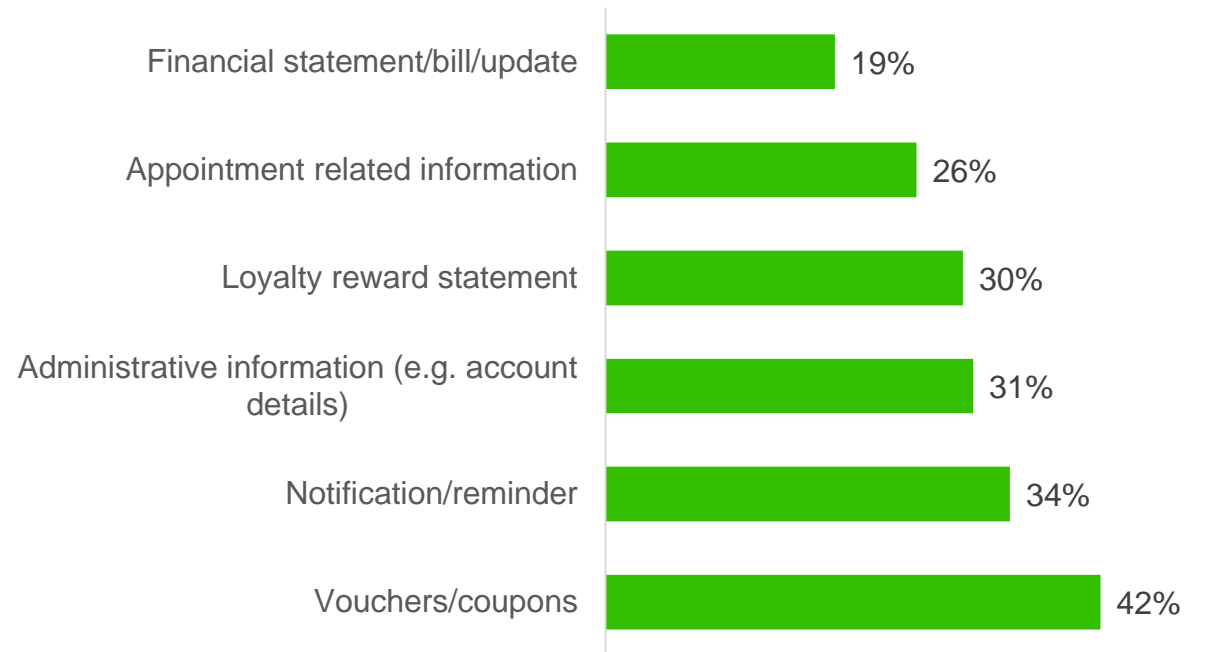 Financial statement/bill/update
19%
Appointment related information
26%
Loyalty reward statement
30%
Administrative information (e.g. account
details)
31%
Notification/reminder
34%
Vouchers/coupons
42%